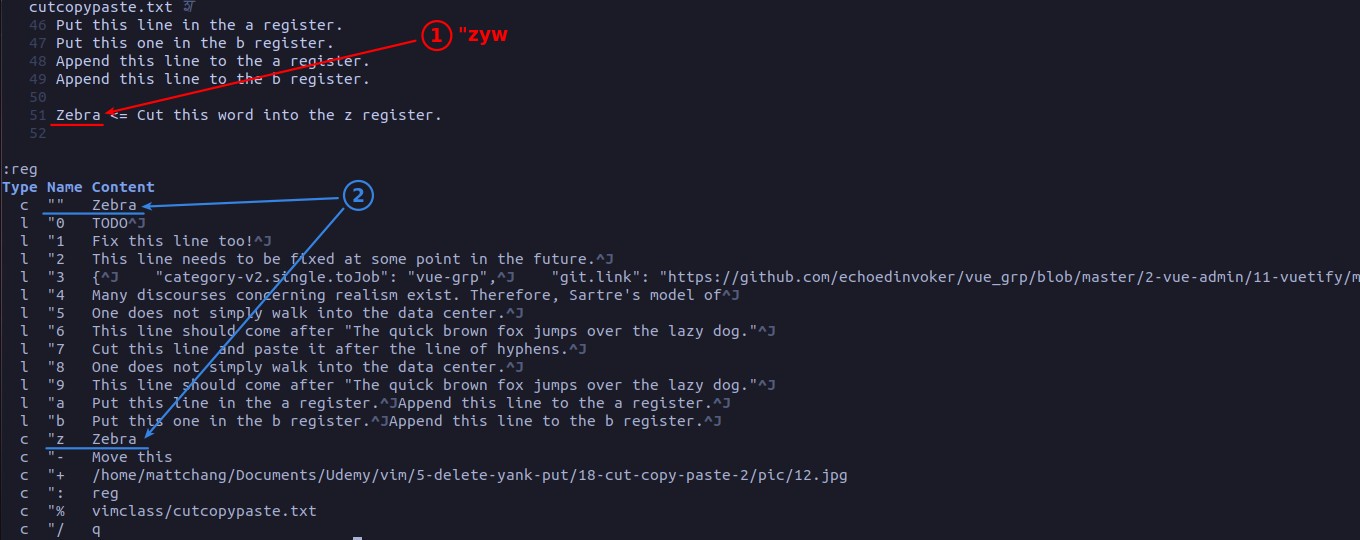 cutcopypaste.txt
46 Put this line in the a register.
① "zyw
47 Put this one in the b register.
48 Append this line to the a register.
49 Append this line to the b register.
50
51 Zebra <= Cut this word into the z register.
52
:reg
Type Name Content
②
c "" Zebra
l "0 TODO^J
l "1 Fix this line too!^J
l "2 This line needs to be fixed at some point in the future.^J
l "3 {^J    "category-v2.single.toJob": "vue-grp",^J    "git.link": "https://github.com/echoedinvoker/vue_grp/blob/master/2-vue-admin/11-vuetify/m
l "4 Many discourses concerning realism exist. Therefore, Sartre's model of^J
l "5 One does not simply walk into the data center.^J
l "6 This line should come after "The quick brown fox jumps over the lazy dog."^J
l "7 Cut this line and paste it after the line of hyphens.^J
l "8 One does not simply walk into the data center.^J
l "9 This line should come after "The quick brown fox jumps over the lazy dog."^J
l "a Put this line in the a register.^JAppend this line to the a register.^J
l "b Put this one in the b register.^JAppend this line to the b register.^J
c "z Zebra
c "- Move this
c "+ /home/mattchang/Documents/Udemy/vim/5-delete-yank-put/18-cut-copy-paste-2/pic/12.jpg
c ": reg
c "% vimclass/cutcopypaste.txt
c "/ q